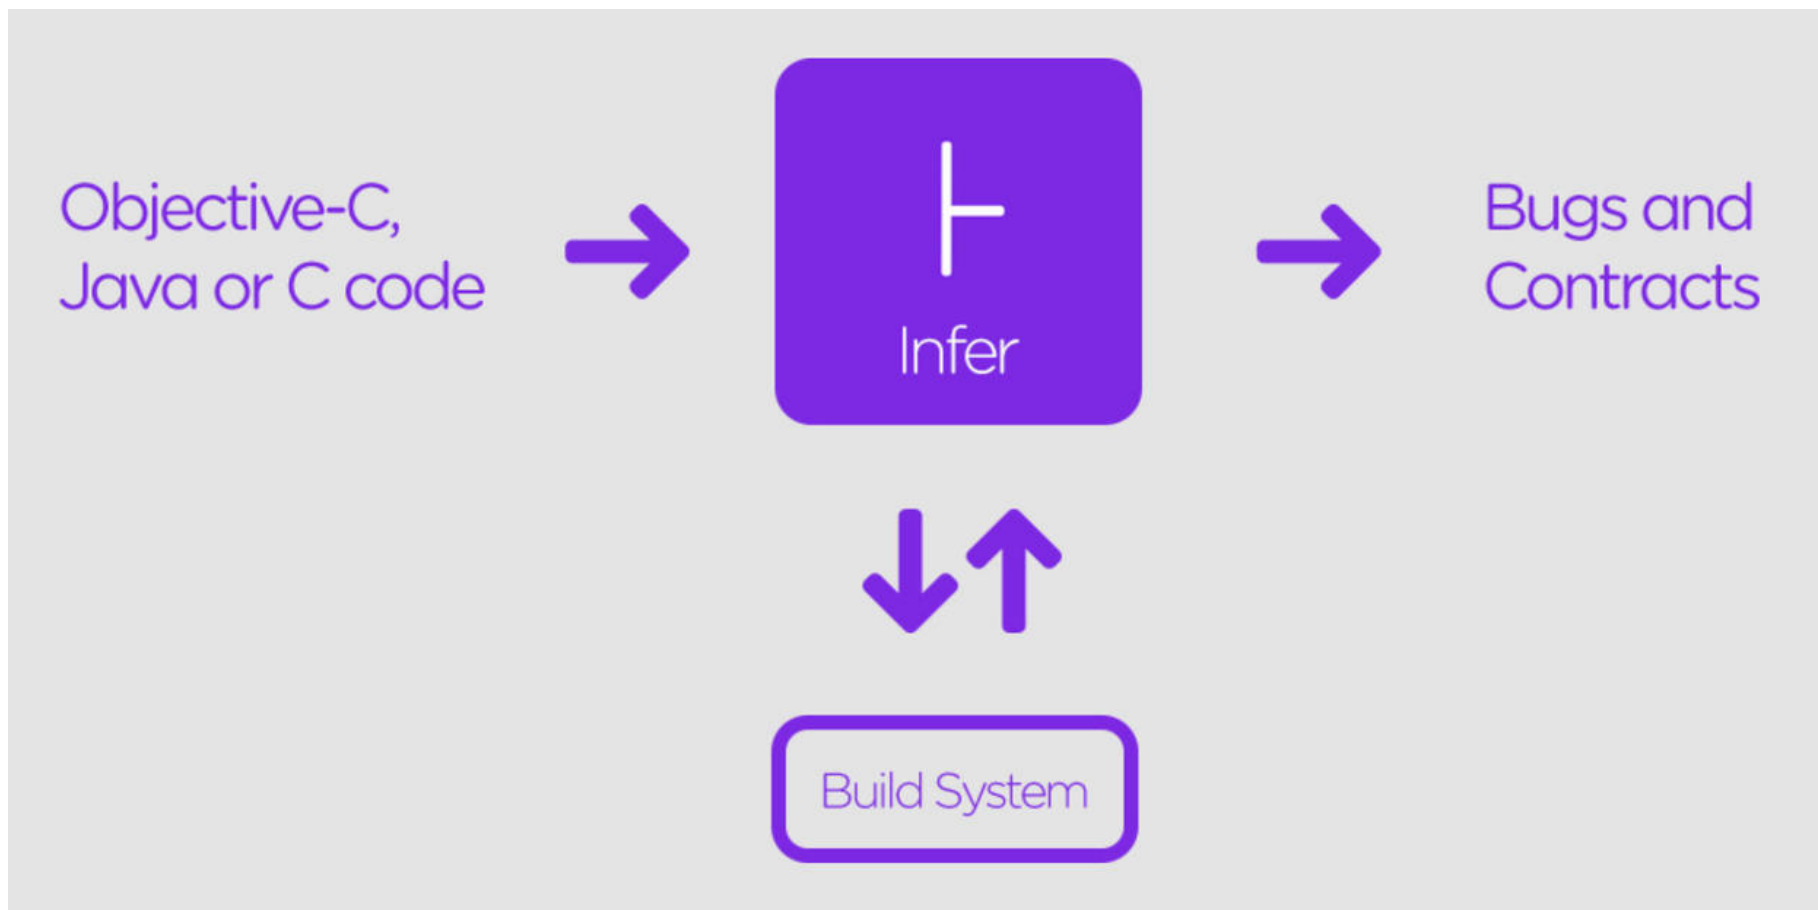 Objective-C,
Java or C code
Infer
Bugs and
Contracts
Build System